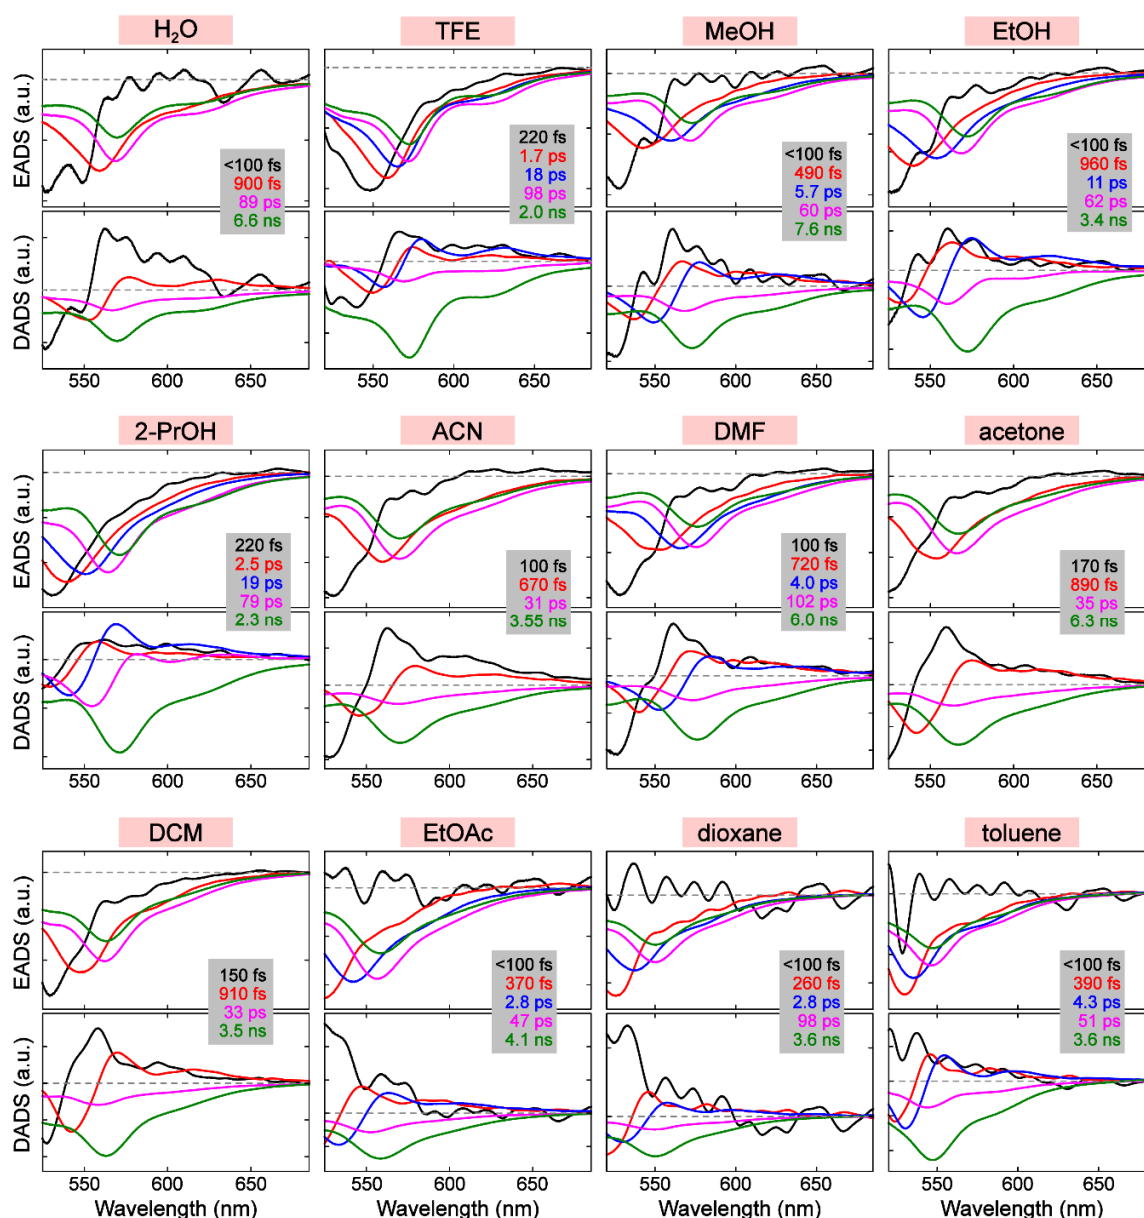 H₂O
TFE
MeOH
EtOH
EADS (a.u.)
<100 fs
900 fs
89 ps
6.6 ns
220 fs
1.7 ps
18 ps
98 ps
2.0 ns
<100 fs
490 fs
5.7 ps
60 ps
7.6 ns
<100 fs
960 fs
11 ps
62 ps
3.4 ns
DADS (a.u.)
550 600 650
550 600 650
550 600 650
550 600 650
2-PrOH
ACN
DMF
acetone
EADS (a.u.)
220 fs
2.5 ps
19 ps
79 ps
2.3 ns
100 fs
670 fs
31 ps
3.55 ns
100 fs
720 fs
4.0 ps
102 ps
6.0 ns
170 fs
890 fs
35 ps
6.3 ns
DADS (a.u.)
550 600 650
550 600 650
550 600 650
550 600 650
DCM
EtOAc
dioxane
toluene
EADS (a.u.)
150 fs
910 fs
33 ps
3.5 ns
<100 fs
370 fs
2.8 ps
47 ps
4.1 ns
<100 fs
260 fs
2.8 ps
98 ps
3.6 ns
<100 fs
390 fs
4.3 ps
51 ps
3.6 ns
DADS (a.u.)
550 600 650
550 600 650
550 600 650
550 600 650
Wavelength (nm)
Wavelength (nm)
Wavelength (nm)
Wavelength (nm)